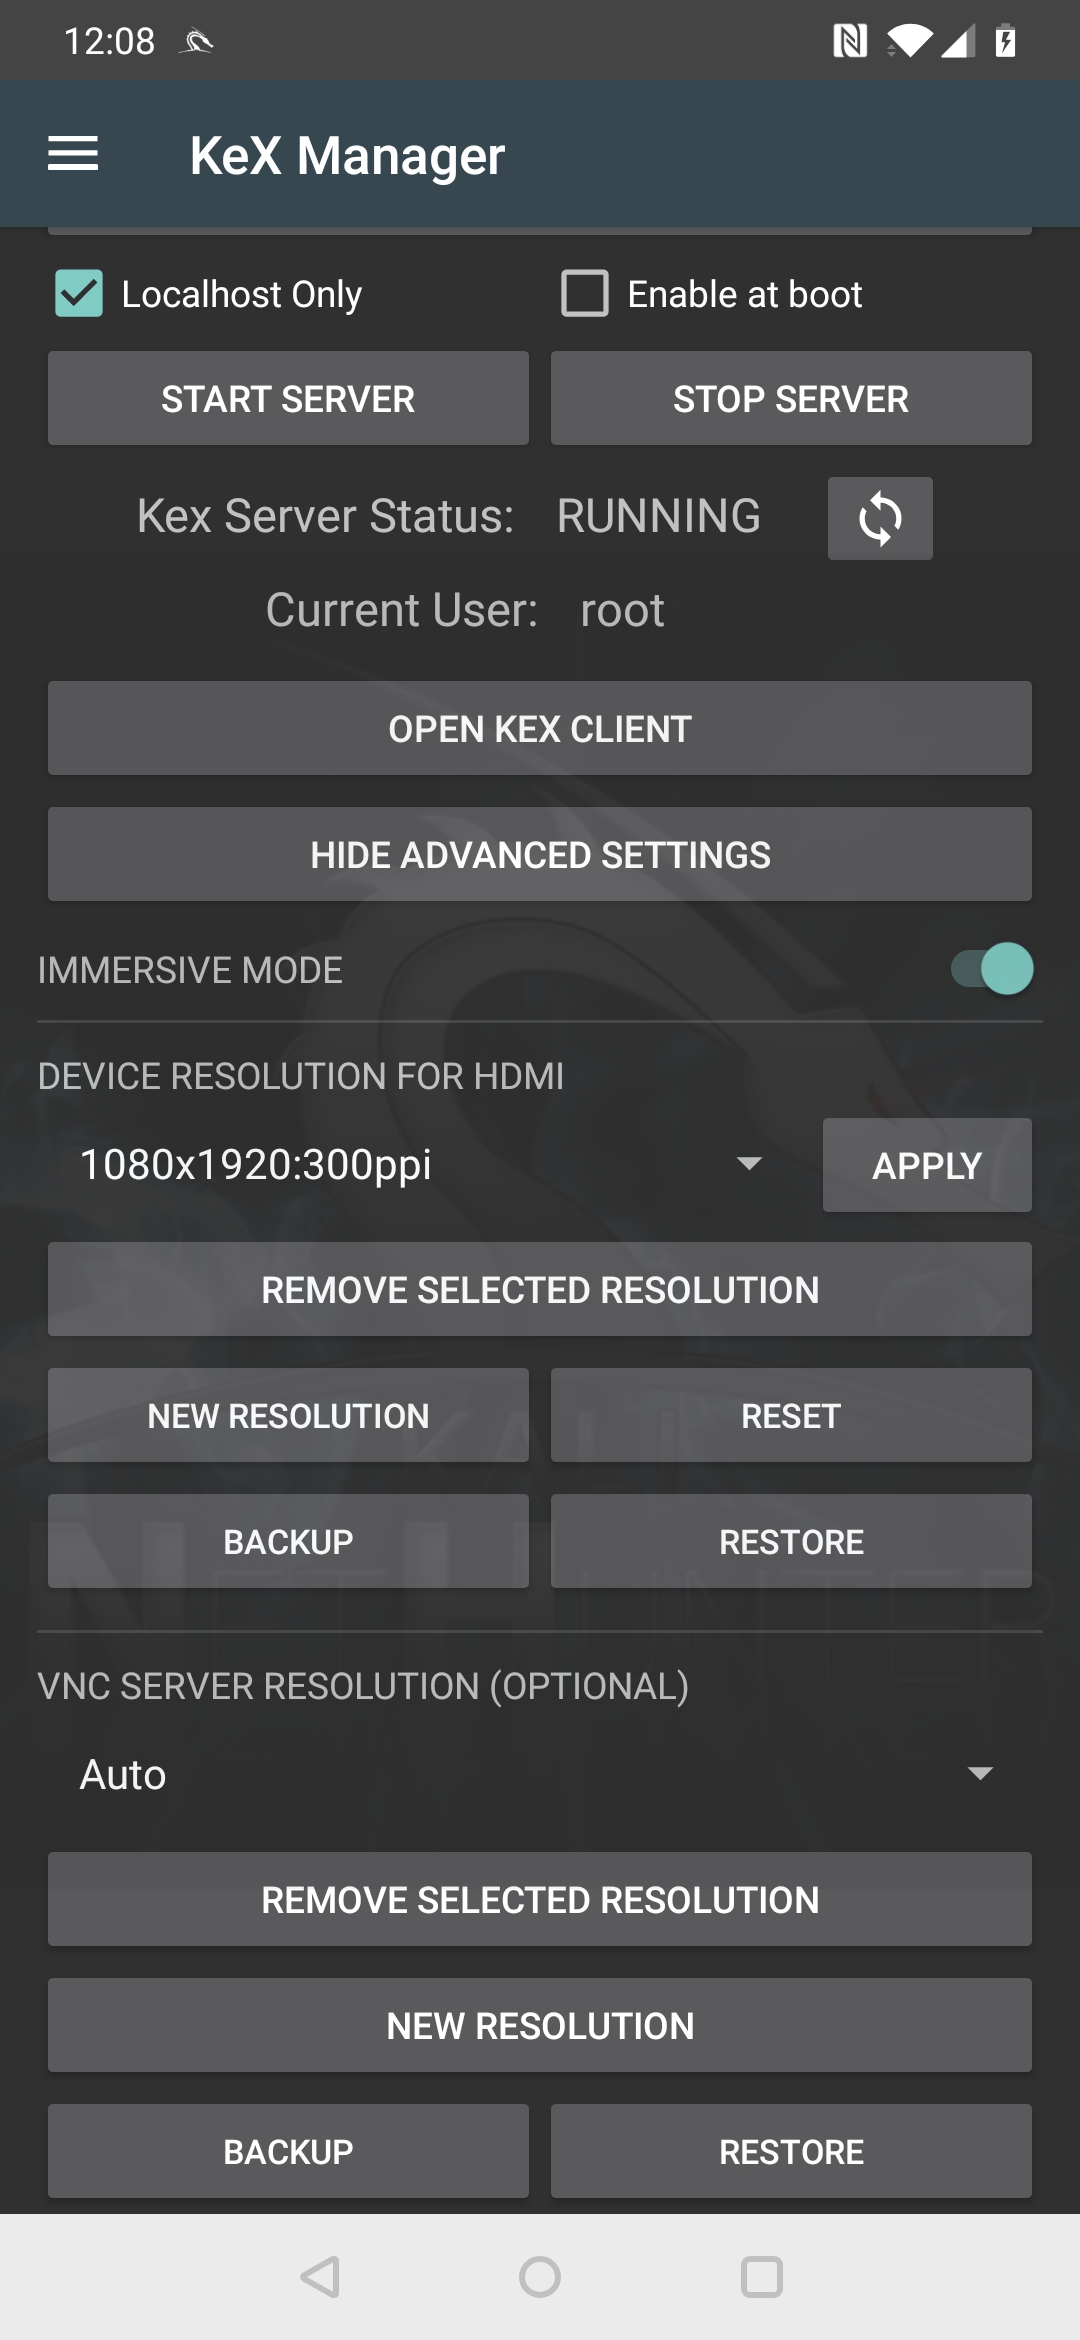 12:08
KeX Manager
Localhost Only Enable at boot
START SERVER STOP SERVER
Kex Server Status: RUNNING
Current User: root
OPEN KEX CLIENT
HIDE ADVANCED SETTINGS
IMMERSIVE MODE
DEVICE RESOLUTION FOR HDMI
1080x1920:300ppi APPLY
REMOVE SELECTED RESOLUTION
NEW RESOLUTION RESET
KALI
BACKUP RESTORE
NETHUNTER
VNC SERVER RESOLUTION (OPTIONAL)
Auto
REMOVE SELECTED RESOLUTION
NEW RESOLUTION
BACKUP RESTORE